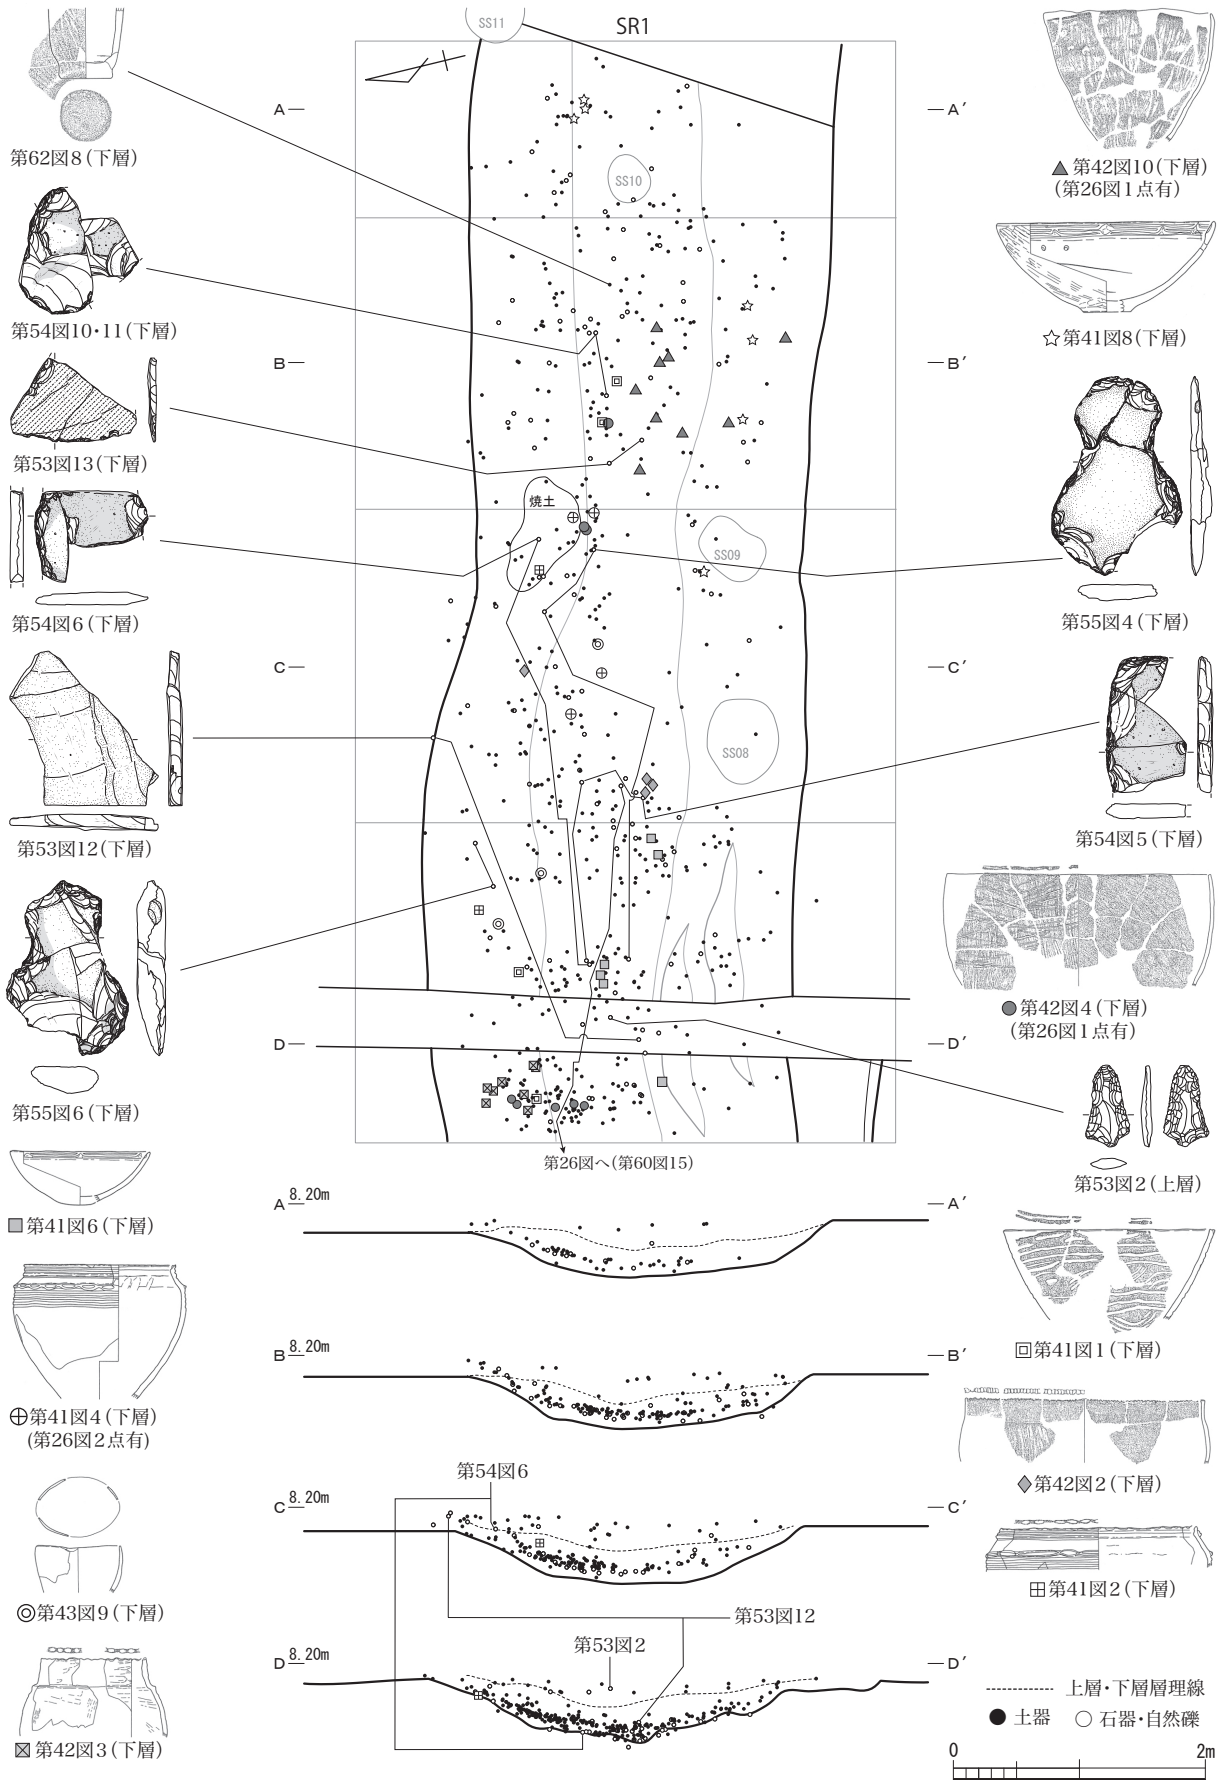 SS11
SR1
A
A′
SS10
B
B′
焼土
SS09
C
C′
SS08
D
D′
第26図へ(第60図15)
第62図8(下層)
第54図10・11(下層)
第53図13(下層)
第54図6(下層)
第53図12(下層)
第55図6(下層)
第41図6(下層)
第41図4(下層)
(第26図2点有)
第43図9(下層)
第42図3(下層)
第42図10(下層)
(第26図1点有)
第41図8(下層)
第55図4(下層)
第54図5(下層)
第42図4(下層)
(第26図1点有)
第53図2(上層)
第41図1(下層)
第42図2(下層)
第41図2(下層)
A 8.20m A′
B 8.20m B′
第54図6
C 8.20m C′
第53図12
第53図2
D 8.20m D′
上層・下層層理線
土器 石器・自然礫
0 2m